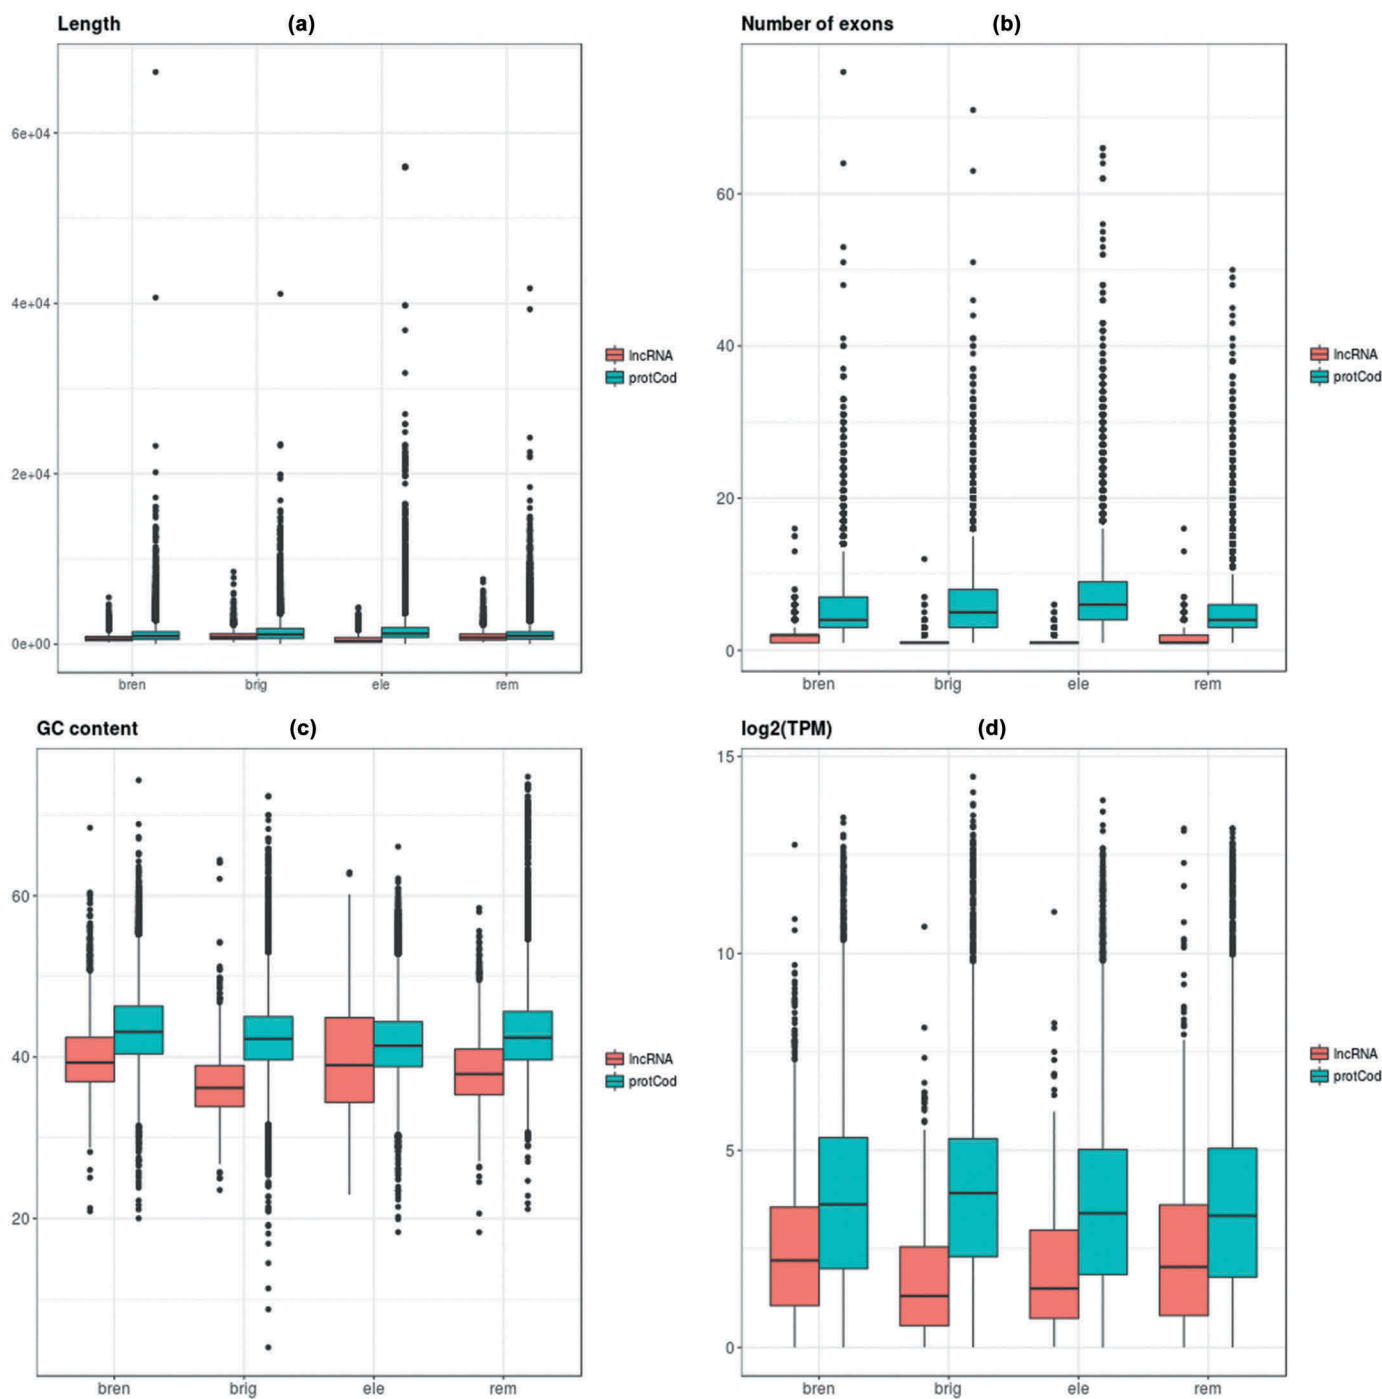 Length (a)
6e+04
4e+04
2e+04
0e+00
bren brig ele rem
lncRNA
protCod
Number of exons (b)
60
40
20
0
bren brig ele rem
lncRNA
protCod
GC content (c)
60
40
20
bren brig ele rem
lncRNA
protCod
log2(TPM) (d)
15
10
5
0
bren brig ele rem
lncRNA
protCod